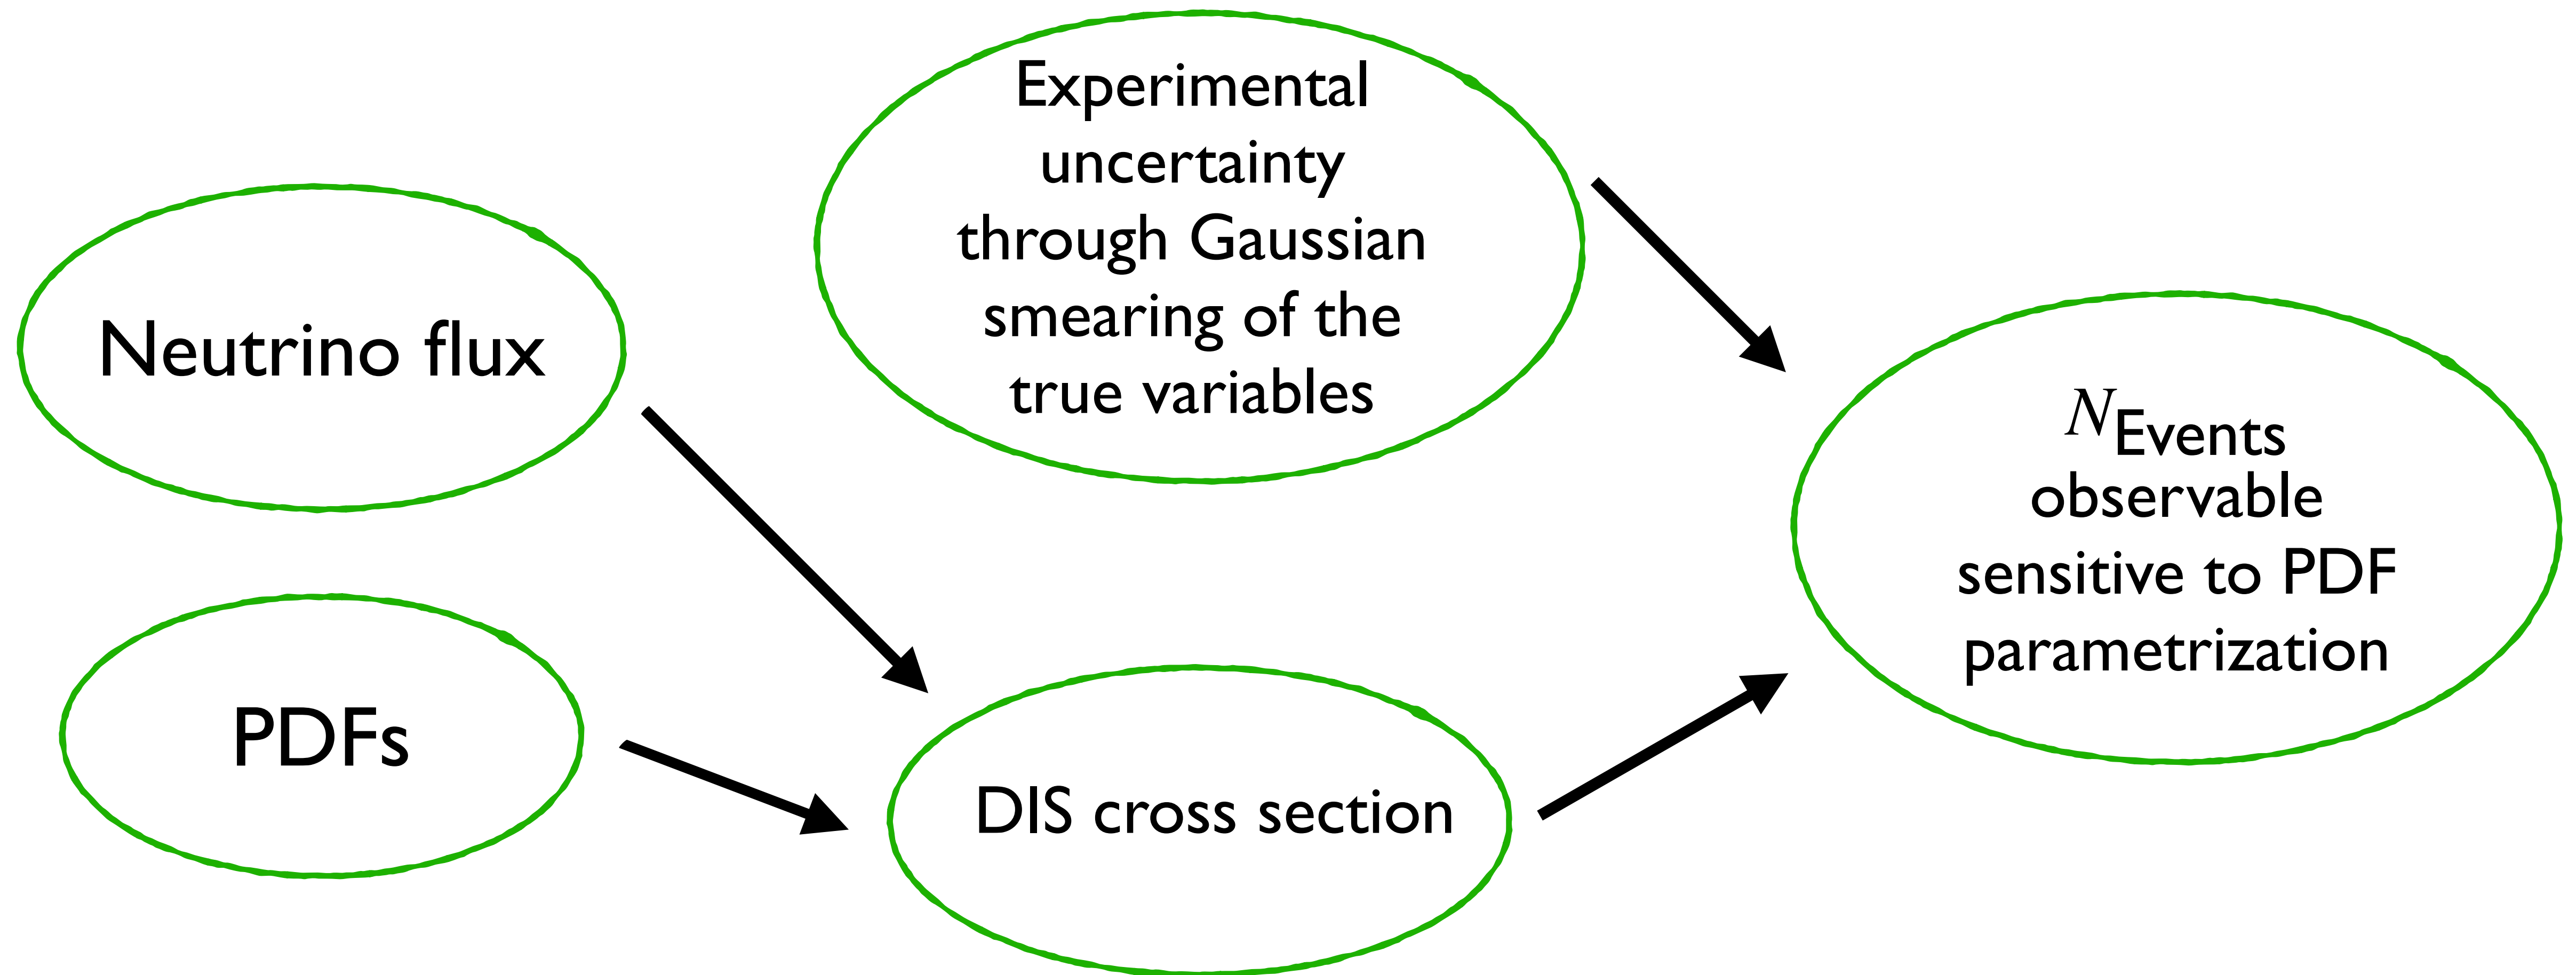 Neutrino flux
PDFs
Experimental
uncertainty
through Gaussian
smearing of the
true variables
DIS cross section
NEvents
observable
sensitive to PDF
parametrization